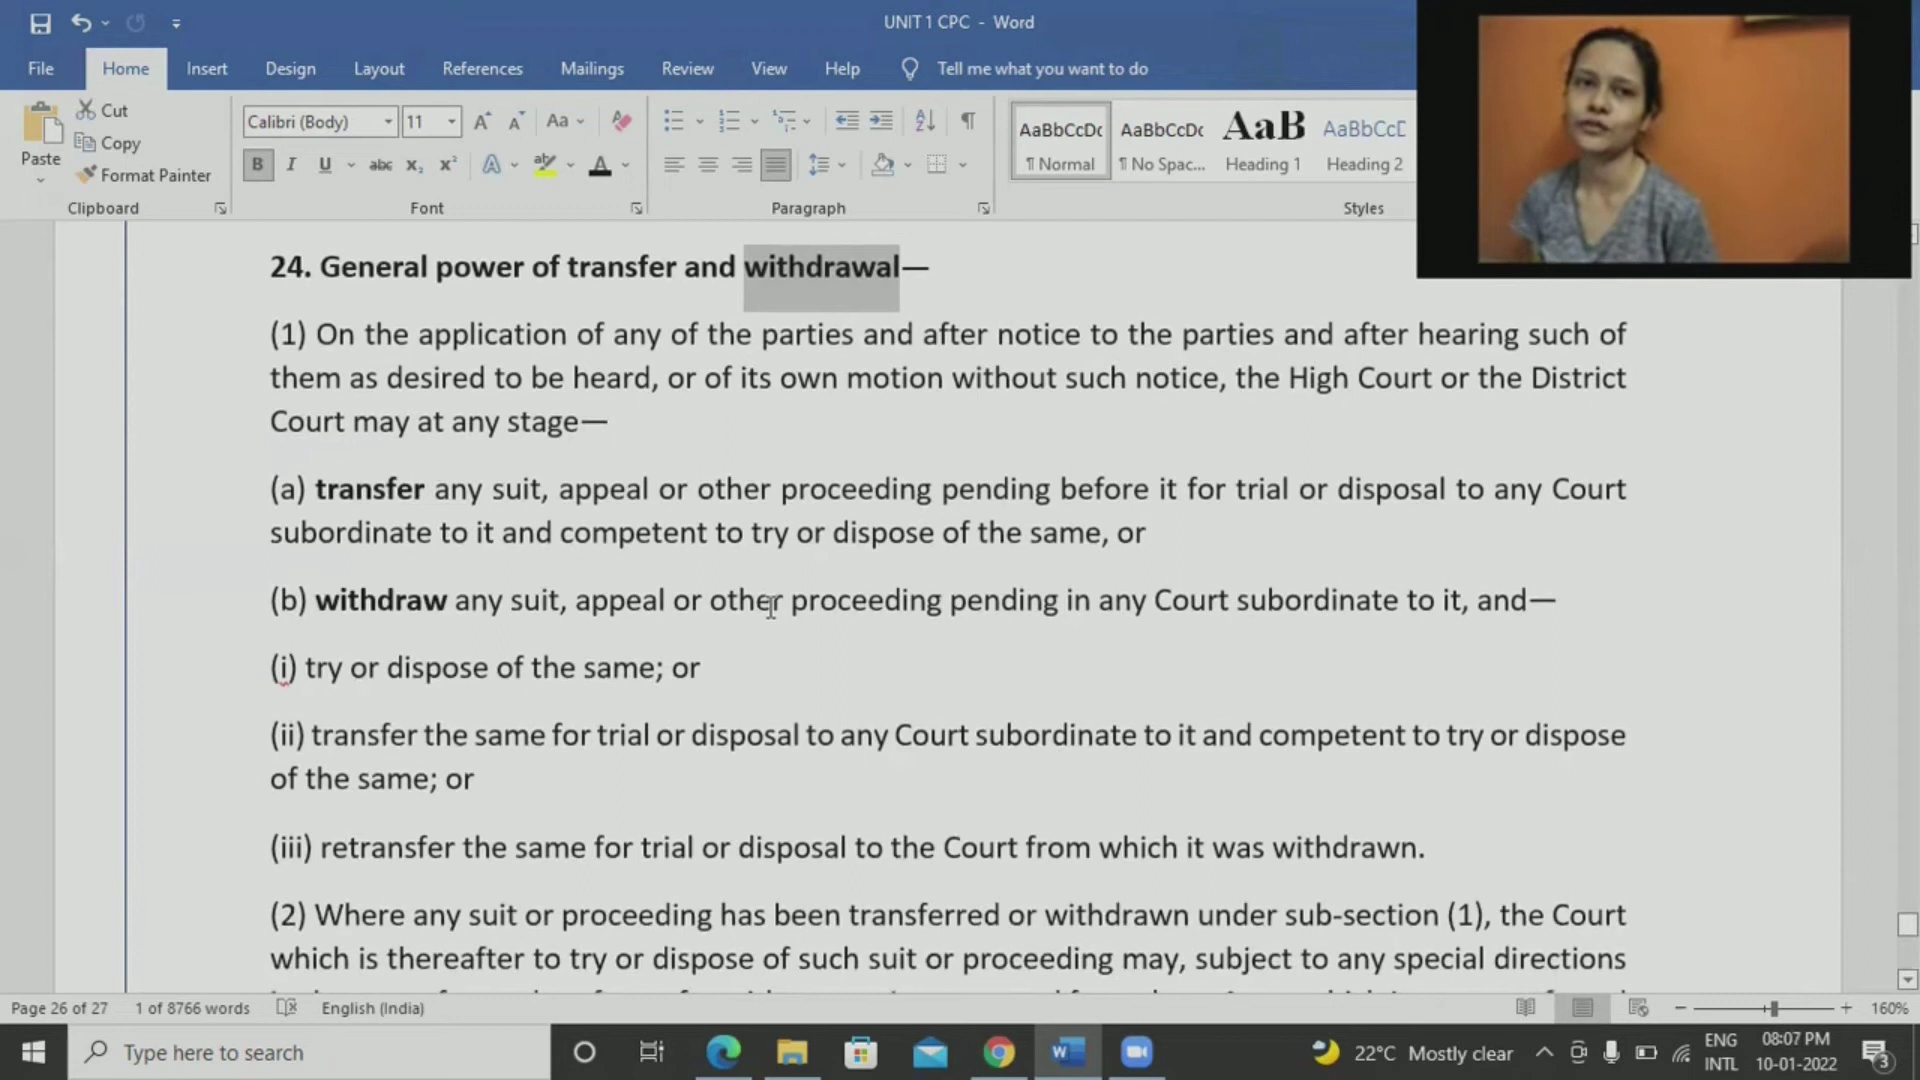 UNIT 1 CPC - Word
File Home Insert Design Layout References Mailings Review View Help Tell me what you want to do
Paste
Cut
Copy
Format Painter
Clipboard
Calibri (Body) 11
Font
Paragraph
AaBbCcDc AaBbCcDc AaB AaBbCcE
¶ Normal ¶ No Spac... Heading 1 Heading 2
Styles
24. General power of transfer and withdrawal—
(1) On the application of any of the parties and after notice to the parties and after hearing such of
them as desired to be heard, or of its own motion without such notice, the High Court or the District
Court may at any stage—
(a) transfer any suit, appeal or other proceeding pending before it for trial or disposal to any Court
subordinate to it and competent to try or dispose of the same, or
(b) withdraw any suit, appeal or other proceeding pending in any Court subordinate to it, and—
(i) try or dispose of the same; or
(ii) transfer the same for trial or disposal to any Court subordinate to it and competent to try or dispose
of the same; or
(iii) retransfer the same for trial or disposal to the Court from which it was withdrawn.
(2) Where any suit or proceeding has been transferred or withdrawn under sub-section (1), the Court
which is thereafter to try or dispose of such suit or proceeding may, subject to any special directions
Page 26 of 27 1 of 8766 words English (India) 160%
Type here to search
22°C Mostly clear
ENG
INTL
08:07 PM
10-01-2022
3